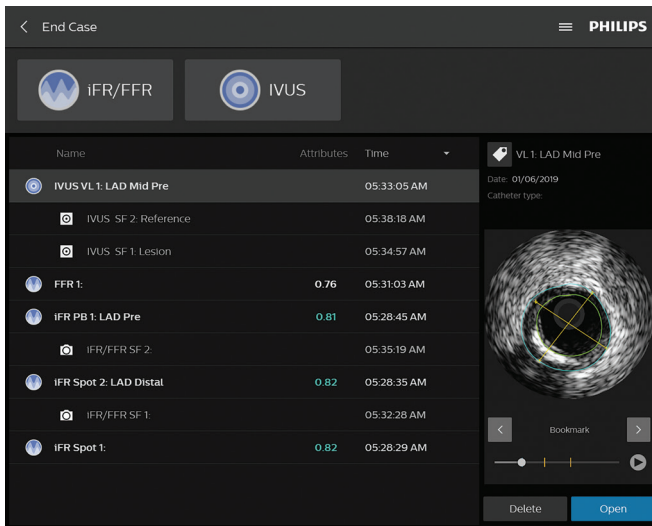 End Case
PHILIPS
iFR/FFR
IVUS
Name Attributes Time
IVUS VL 1: LAD Mid Pre 05:33:05 AM
IVUS SF 2: Reference 05:38:18 AM
IVUS SF 1: Lesion 05:34:57 AM
FFR 1: 0.76 05:31:03 AM
iFR PB 1: LAD Pre 0.81 05:28:45 AM
iFR/FFR SF 2: 05:35:19 AM
iFR Spot 2: LAD Distal 0.82 05:28:35 AM
iFR/FFR SF 1: 05:32:28 AM
iFR Spot 1: 0.82 05:28:29 AM
VL 1: LAD Mid Pre
Date: 01/06/2019
Catheter type:
Bookmark
Delete
Open